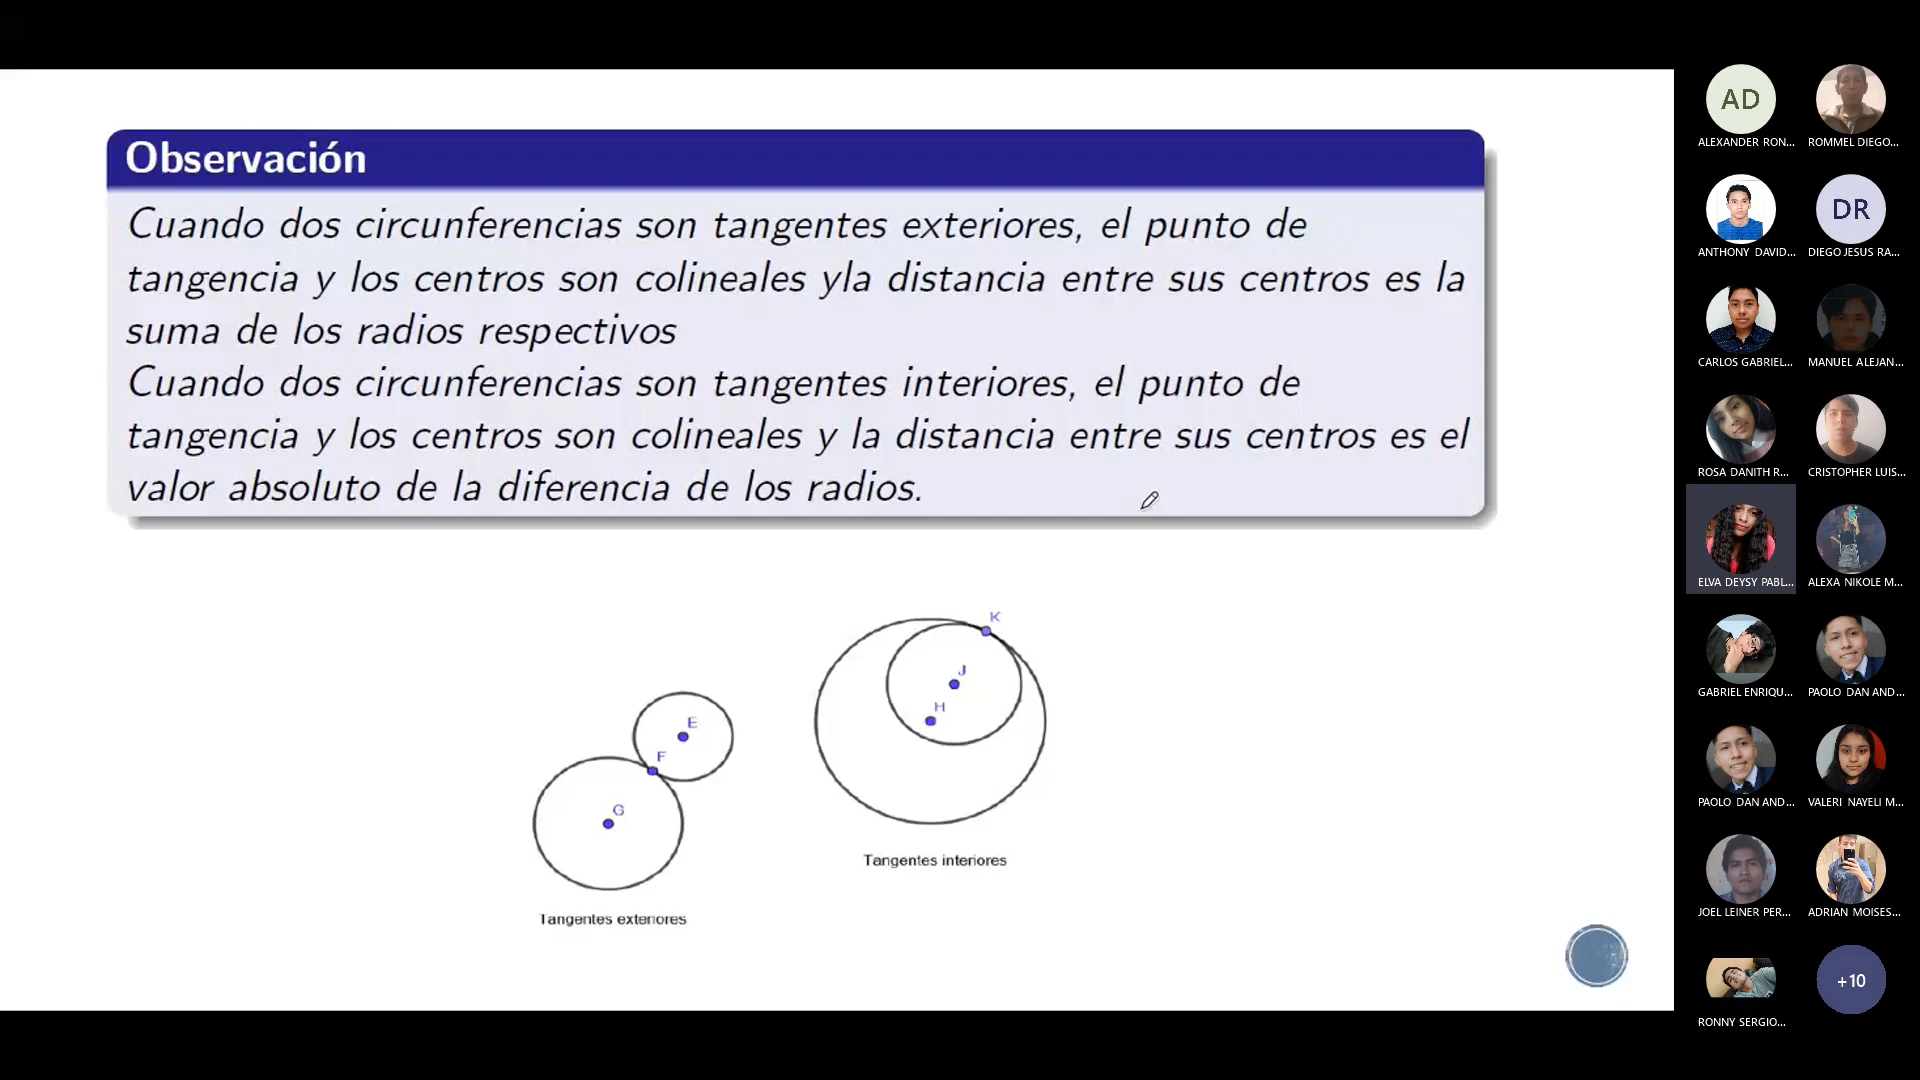 Observación
Cuando dos circunferencias son tangentes exteriores, el punto de
tangencia y los centros son colineales yla distancia entre sus centros es la
suma de los radios respectivos
Cuando dos circunferencias son tangentes interiores, el punto de
tangencia y los centros son colineales y la distancia entre sus centros es el
valor absoluto de la diferencia de los radios.
K
J
H
E
F
G
Tangentes interiores
Tangentes exteriores
AD
ALEXANDER RON...
ROMMEL DIEGO...
ANTHONY DAVID...
DR
DIEGO JESUS RA...
CARLOS GABRIEL...
MANUEL ALEJAN...
ROSA DANITH R...
CRISTOPHER LUIS...
ELVA DEYSY PABL...
ALEXA NIKOLE M...
GABRIEL ENRIQU...
PAOLO DAN AND...
PAOLO DAN AND...
VALERI NAYELI M...
JOEL LEINER PER...
ADRIAN MOISES...
RONNY SERGIO...
+10